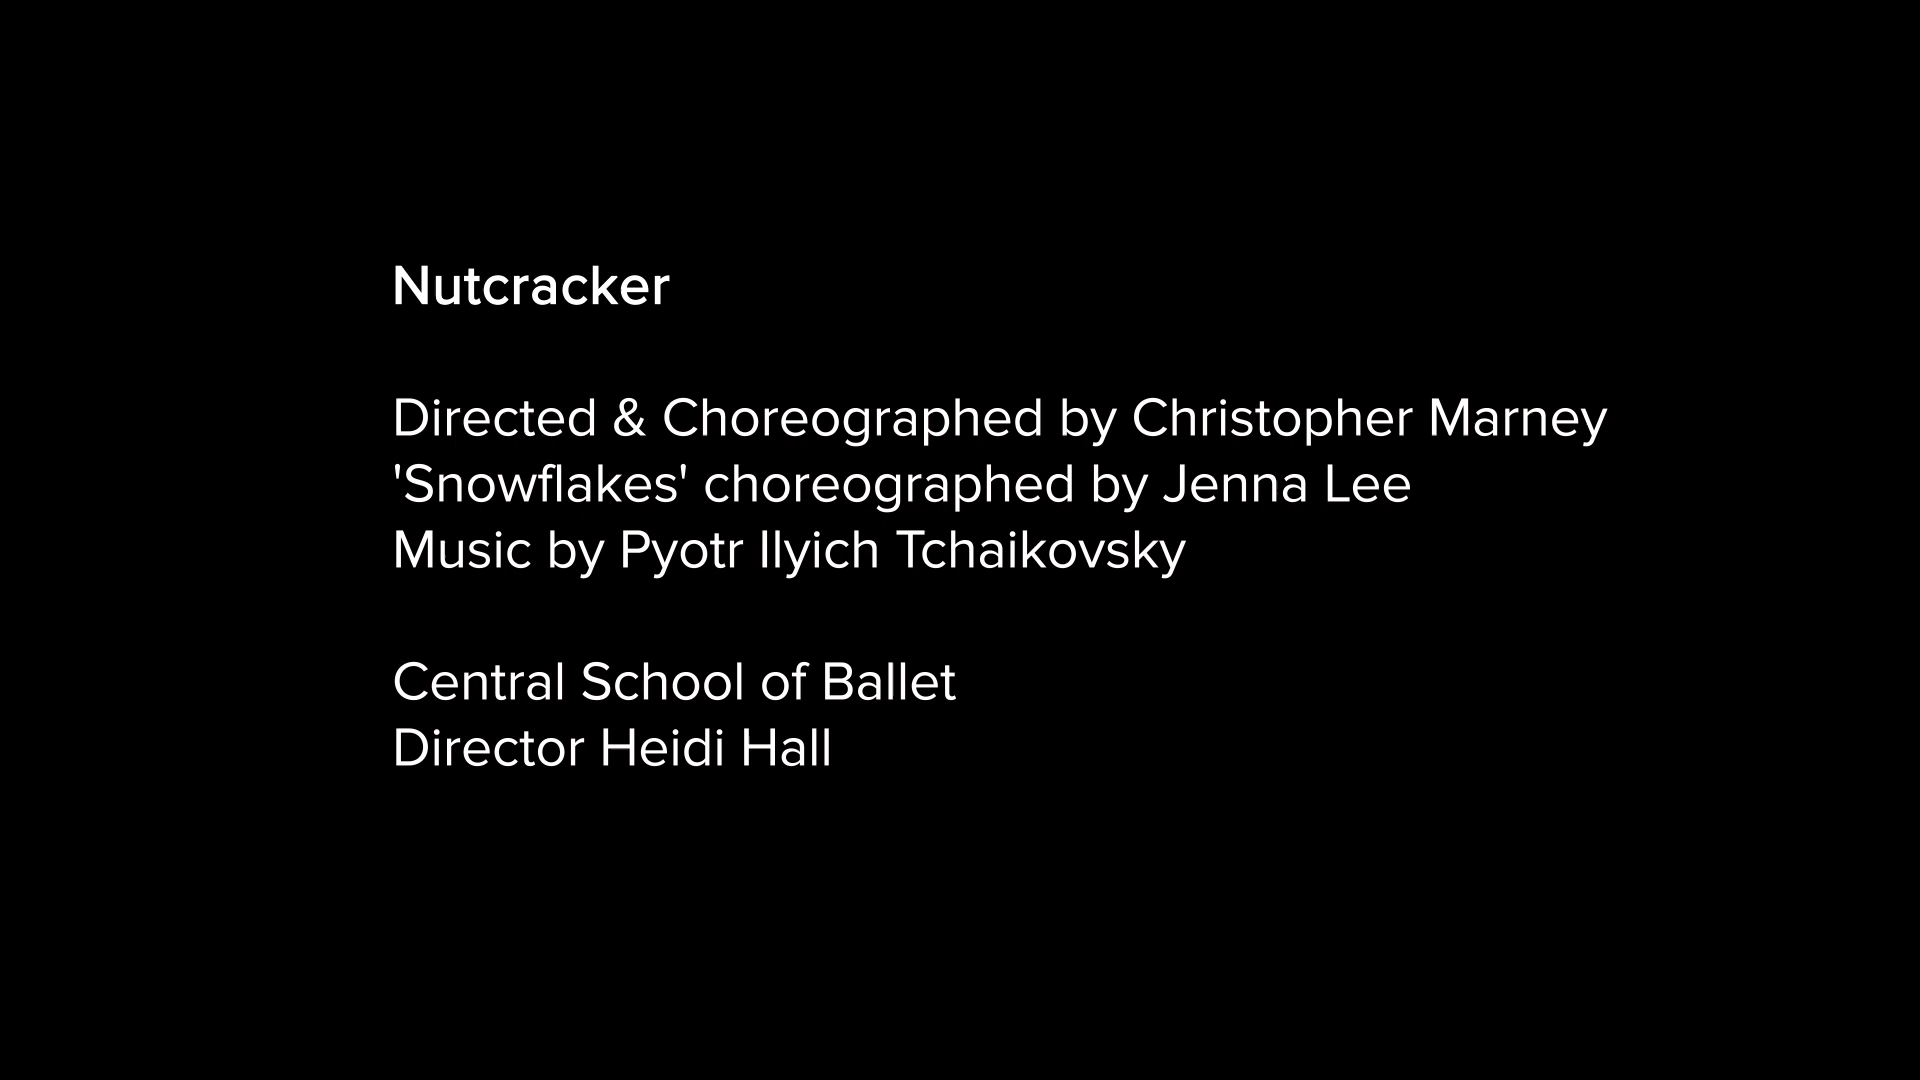 Nutcracker
Directed & Choreographed by Christopher Marney
'Snowflakes' choreographed by Jenna Lee
Music by Pyotr Ilyich Tchaikovsky
Central School of Ballet
Director Heidi Hall